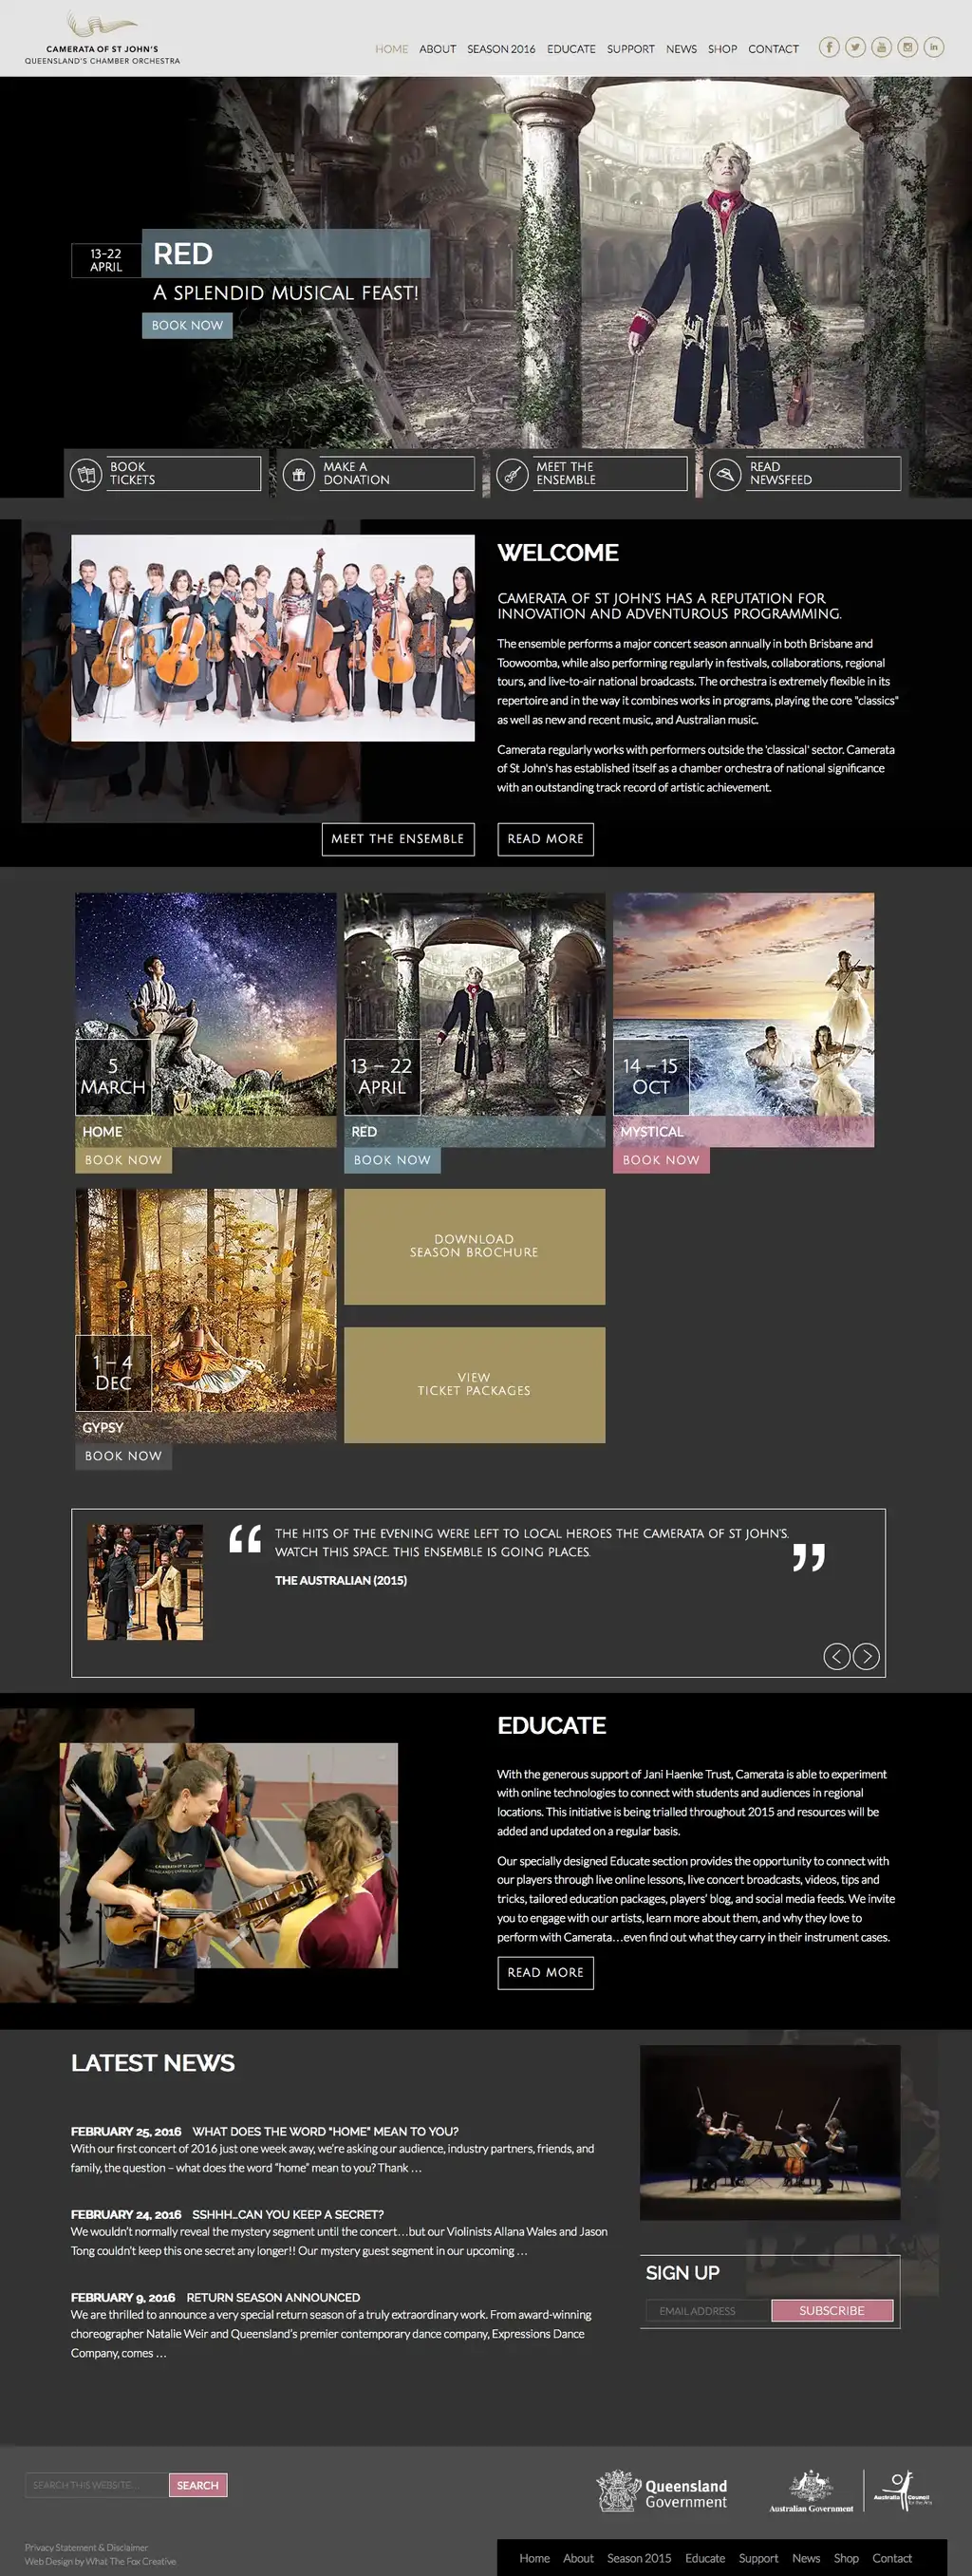 CAMERATA OF ST JOHN'S
QUEENSLAND'S CHAMBER ORCHESTRA
HOME ABOUT SEASON 2016 EDUCATE SUPPORT NEWS SHOP CONTACT
13-22
APRIL
RED
A SPLENDID MUSICAL FEAST!
BOOK NOW
BOOK
TICKETS
MAKE A
DONATION
MEET THE
ENSEMBLE
READ
NEWSFEED
WELCOME
CAMERATA OF ST JOHN'S HAS A REPUTATION FOR
INNOVATION AND ADVENTUROUS PROGRAMMING.
The ensemble performs a major concert season annually in both Brisbane and
Toowoomba, while also performing regularly in festivals, collaborations, regional
tours, and live-to-air national broadcasts. The orchestra is extremely flexible in its
repertoire and in the way it combines works in programs, playing the core "classics"
as well as new and recent music, and Australian music.
Camerata regularly works with performers outside the 'classical' sector. Camerata
of St John's has established itself as a chamber orchestra of national significance
with an outstanding track record of artistic achievement.
MEET THE ENSEMBLE
READ MORE
5
MARCH
HOME
BOOK NOW
13 – 22
APRIL
RED
BOOK NOW
14 – 15
OCT
MYSTICAL
BOOK NOW
1 – 4
DEC
GYPSY
BOOK NOW
DOWNLOAD
SEASON BROCHURE
VIEW
TICKET PACKAGES
“ THE HITS OF THE EVENING WERE LEFT TO LOCAL HEROES THE CAMERATA OF ST JOHN'S.
WATCH THIS SPACE. THIS ENSEMBLE IS GOING PLACES. ”
THE AUSTRALIAN (2015)
EDUCATE
With the generous support of Jani Haenke Trust, Camerata is able to experiment
with online technologies to connect with students and audiences in regional
locations. This initiative is being trialled throughout 2015 and resources will be
added and updated on a regular basis.
Our specially designed Educate section provides the opportunity to connect with
our players through live online lessons, live concert broadcasts, videos, tips and
tricks, tailored education packages, players' blog, and social media feeds. We invite
you to engage with our artists, learn more about them, and why they love to
perform with Camerata…even find out what they carry in their instrument cases.
READ MORE
CAMERATA OF ST JOHN'S
LATEST NEWS
FEBRUARY 25, 2016 WHAT DOES THE WORD "HOME" MEAN TO YOU?
With our first concert of 2016 just one week away, we're asking our audience, industry partners, friends, and
family, the question – what does the word "home" mean to you? Thank …
FEBRUARY 24, 2016 SSHHH…CAN YOU KEEP A SECRET?
We wouldn't normally reveal the mystery segment until the concert…but our Violinists Allana Wales and Jason
Tong couldn't keep this one secret any longer!! Our mystery guest segment in our upcoming …
FEBRUARY 9, 2016 RETURN SEASON ANNOUNCED
We are thrilled to announce a very special return season of a truly extraordinary work. From award-winning
choreographer Natalie Weir and Queensland's premier contemporary dance company, Expressions Dance
Company, comes …
SIGN UP
EMAIL ADDRESS
SUBSCRIBE
SEARCH THIS WEBSITE…
SEARCH
Queensland
Government
Australian Government
Australia Council
for the Arts
Privacy Statement & Disclaimer
Web Design by What The Fox Creative
Home About Season 2015 Educate Support News Shop Contact